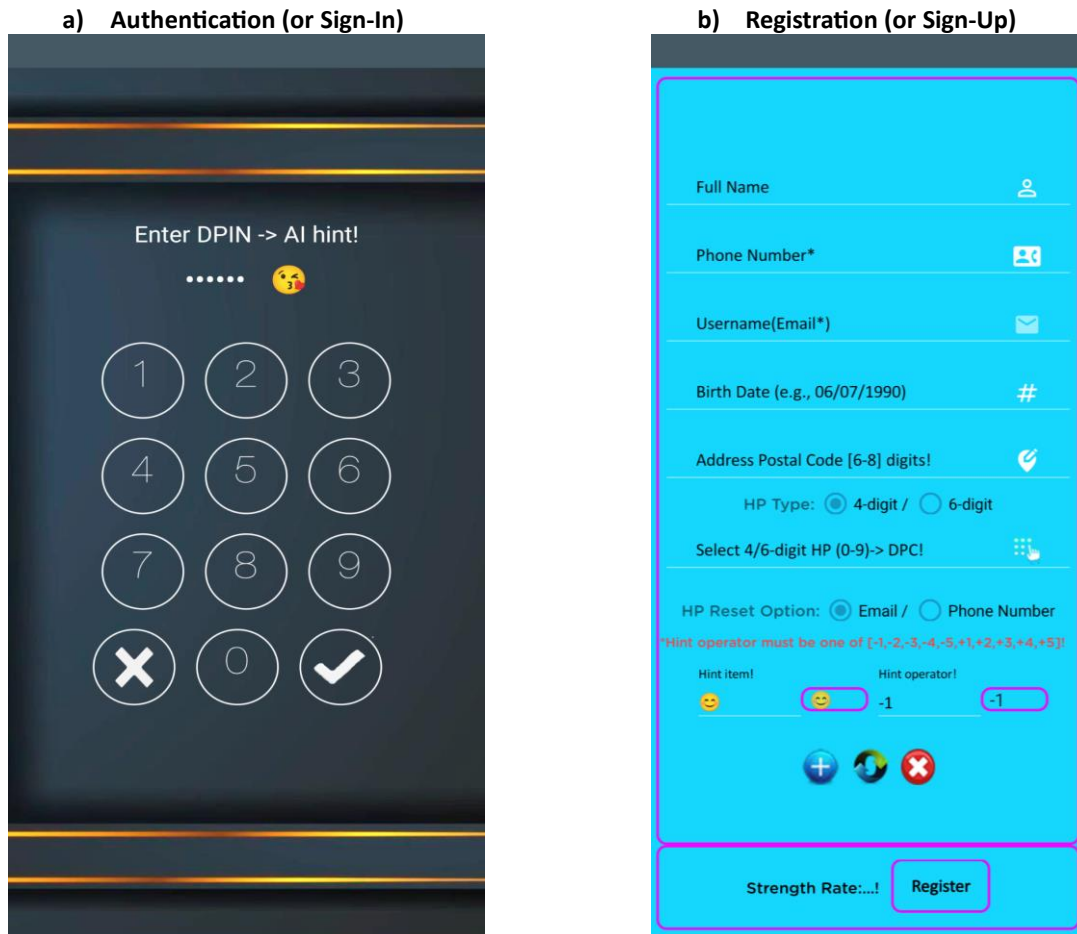 a) Authentication (or Sign-In)
Enter DPIN -> AI hint!
•••••• 😘
1 2 3
4 5 6
7 8 9
0
b) Registration (or Sign-Up)
Full Name
Phone Number*
Username(Email*)
Birth Date (e.g., 06/07/1990)
#
Address Postal Code [6-8] digits!
HP Type: 4-digit / 6-digit
Select 4/6-digit HP (0-9)-> DPC!
HP Reset Option: Email / Phone Number
*Hint operator must be one of [-1,-2,-3,-4,-5,+1,+2,+3,+4,+5]!
Hint item! Hint operator!
😊 😊 -1 -1
Strength Rate:...! Register